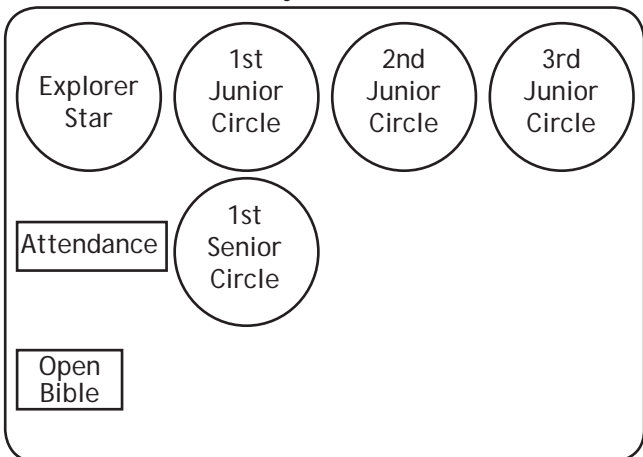 Explorer
Star
1st
Junior
Circle
2nd
Junior
Circle
3rd
Junior
Circle
Attendance
1st
Senior
Circle
Open
Bible